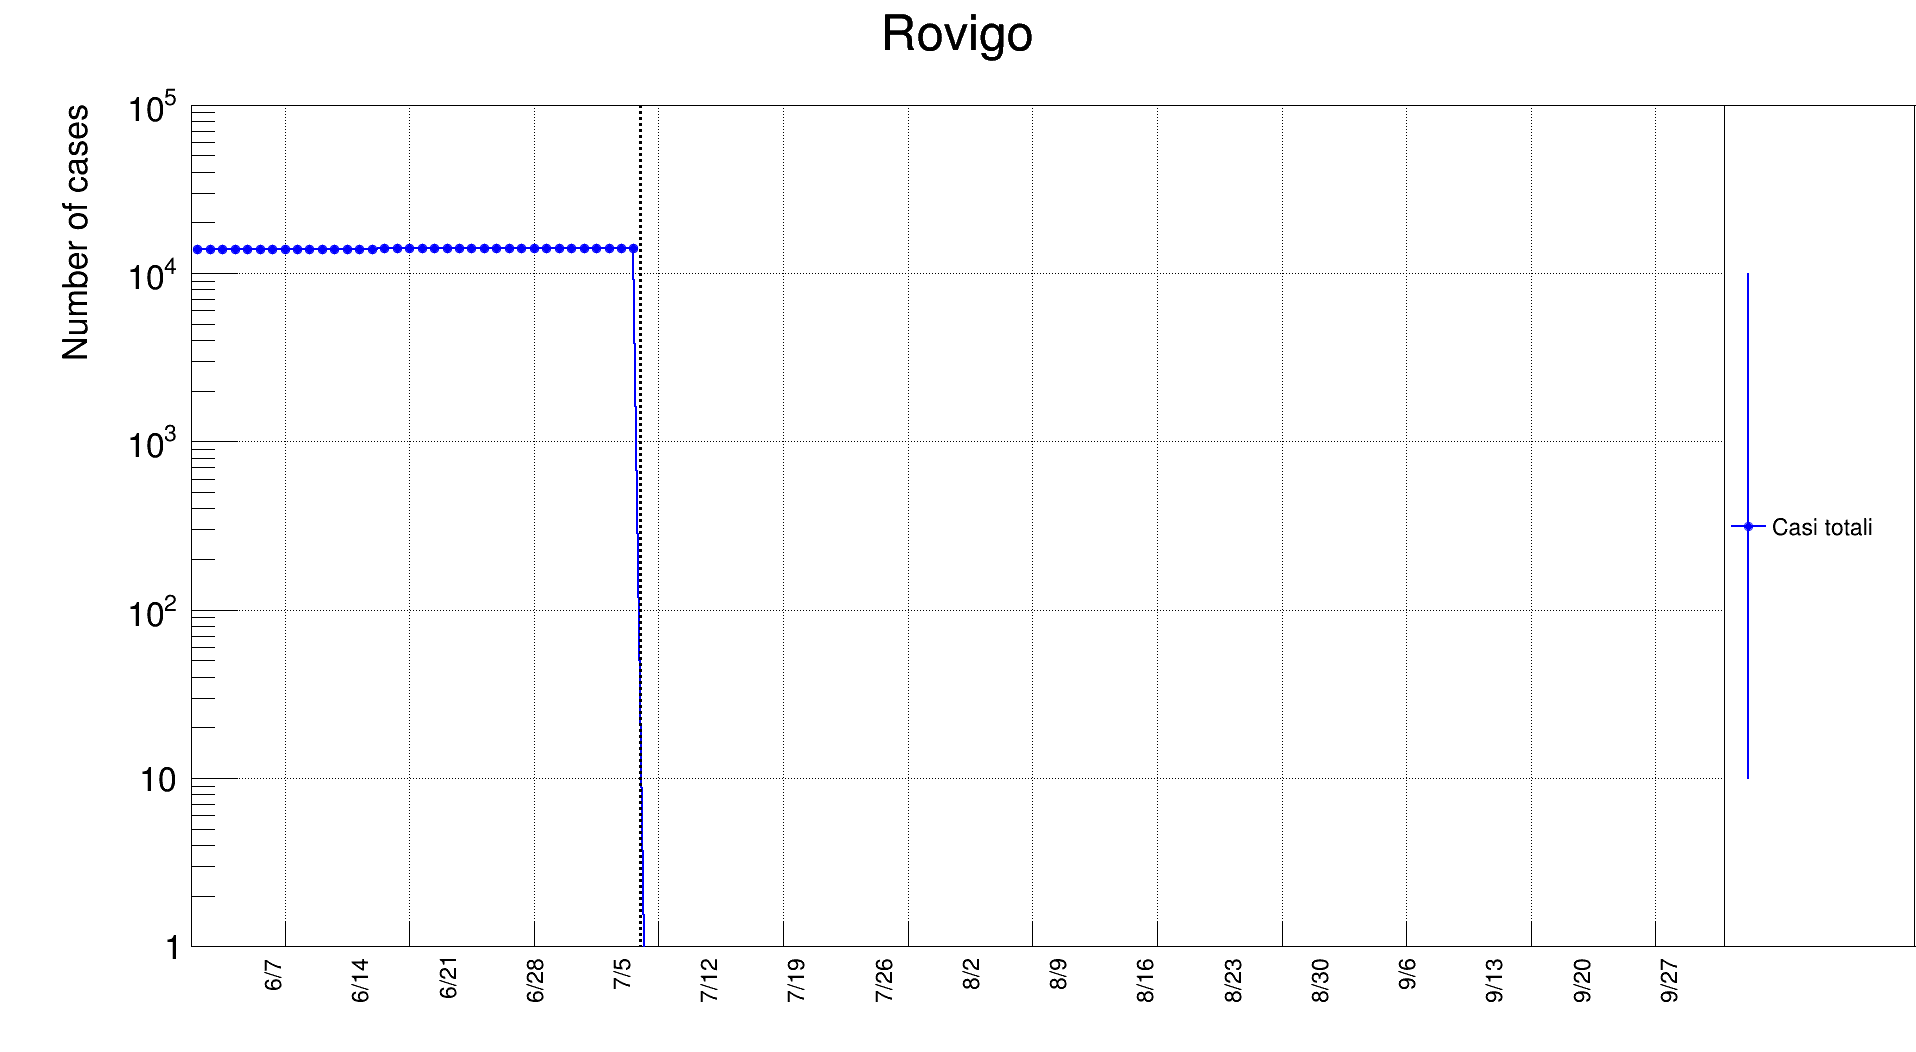 Rovigo
Number of cases
10^5
10^4
10^3
10^2
10
1
6/7 6/14 6/21 6/28 7/5 7/12 7/19 7/26 8/2 8/9 8/16 8/23 8/30 9/6 9/13 9/20 9/27
Casi totali